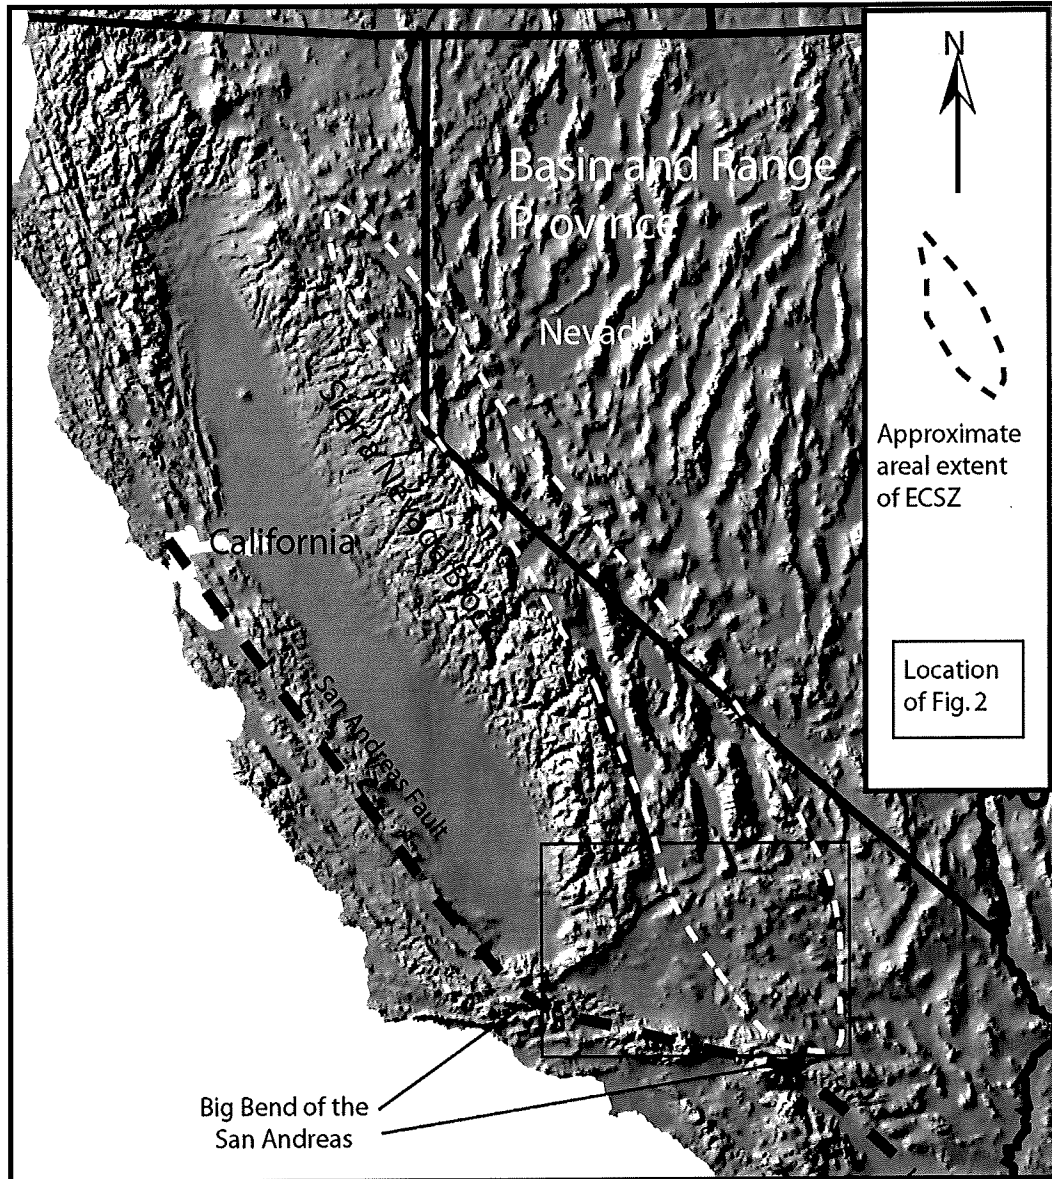 N
Basin and Range
Province
Nevada
Sierra Nevada Block
California
San Andreas Fault
Approximate
areal extent
of ECSZ
Location
of Fig. 2
Big Bend of the
San Andreas